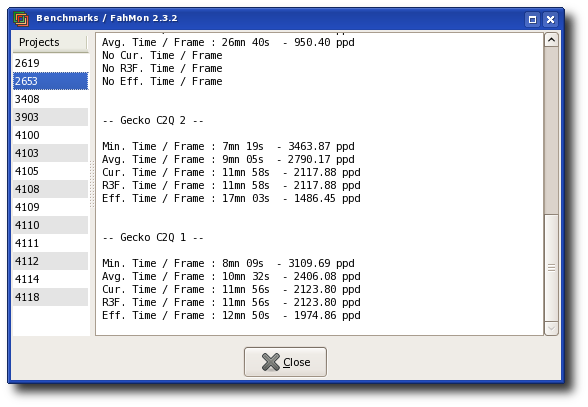 Benchmarks / FahMon 2.3.2
Projects
2619
2653
3408
3903
4100
4103
4105
4108
4109
4110
4111
4112
4114
4118
Avg. Time / Frame : 26mn 40s - 950.40 ppd
No Cur. Time / Frame
No R3F. Time / Frame
No Eff. Time / Frame
-- Gecko C2Q 2 --
Min. Time / Frame : 7mn 19s - 3463.87 ppd
Avg. Time / Frame : 9mn 05s - 2790.17 ppd
Cur. Time / Frame : 11mn 58s - 2117.88 ppd
R3F. Time / Frame : 11mn 58s - 2117.88 ppd
Eff. Time / Frame : 17mn 03s - 1486.45 ppd
-- Gecko C2Q 1 --
Min. Time / Frame : 8mn 09s - 3109.69 ppd
Avg. Time / Frame : 10mn 32s - 2406.08 ppd
Cur. Time / Frame : 11mn 56s - 2123.80 ppd
R3F. Time / Frame : 11mn 56s - 2123.80 ppd
Eff. Time / Frame : 12mn 50s - 1974.86 ppd
Close